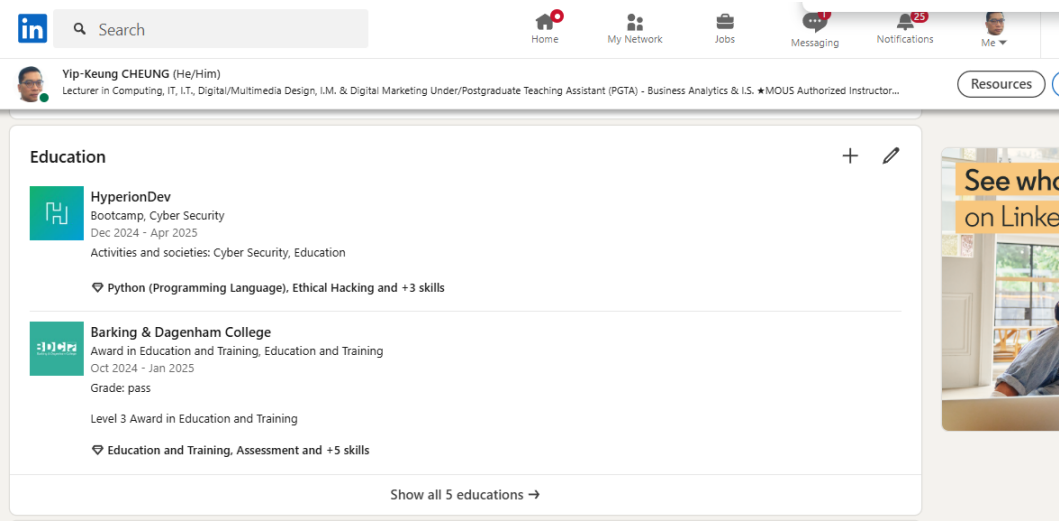 in
Search
Home
My Network
Jobs
Messaging
25
Notifications
Me
Yip-Keung CHEUNG (He/Him)
Lecturer in Computing, IT, I.T., Digital/Multimedia Design, I.M. & Digital Marketing Under/Postgraduate Teaching Assistant (PGTA) - Business Analytics & I.S. ★MOUS Authorized Instructor...
Resources
Education
HyperionDev
Bootcamp, Cyber Security
Dec 2024 - Apr 2025
Activities and societies: Cyber Security, Education
Python (Programming Language), Ethical Hacking and +3 skills
Barking & Dagenham College
Award in Education and Training, Education and Training
Oct 2024 - Jan 2025
Grade: pass
Level 3 Award in Education and Training
Education and Training, Assessment and +5 skills
Show all 5 educations →
See who
on Linke